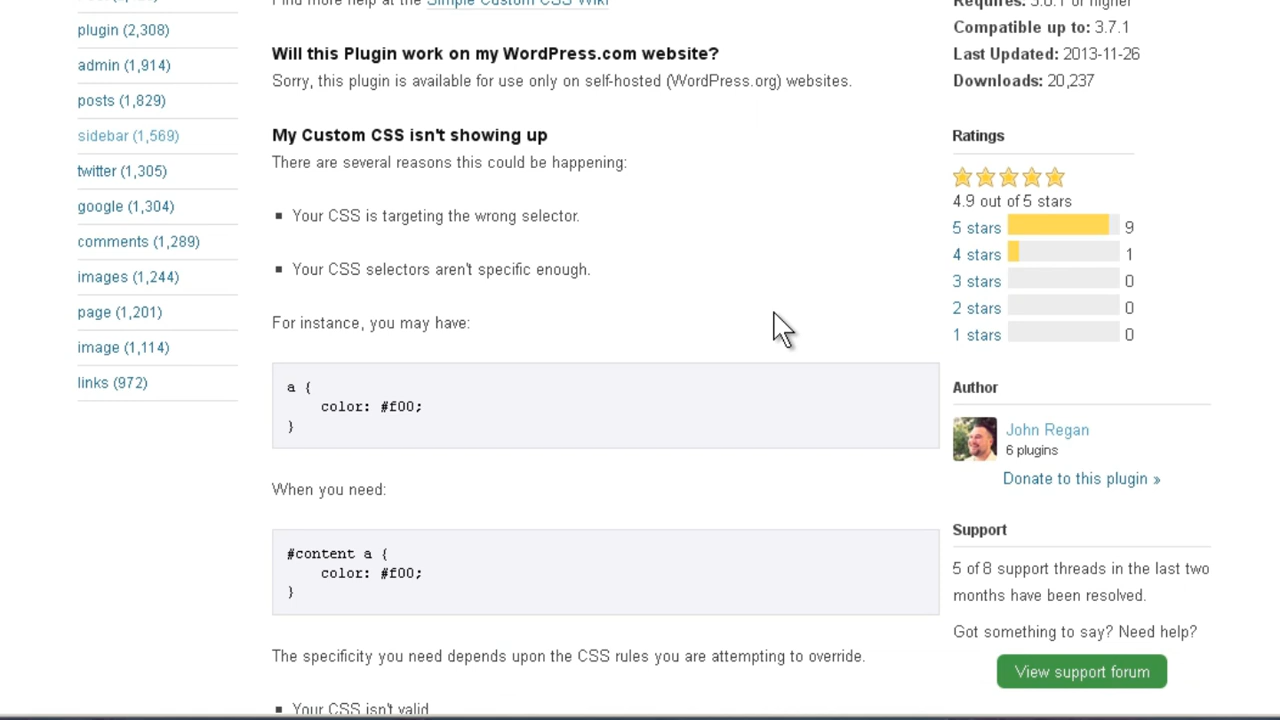 plugin (2,308)
admin (1,914)
posts (1,829)
sidebar (1,569)
twitter (1,305)
google (1,304)
comments (1,289)
images (1,244)
page (1,201)
image (1,114)
links (972)
Find more help at the Simple Custom CSS Wiki
Will this Plugin work on my WordPress.com website?
Sorry, this plugin is available for use only on self-hosted (WordPress.org) websites.
My Custom CSS isn't showing up
There are several reasons this could be happening:
Your CSS is targeting the wrong selector.
Your CSS selectors aren't specific enough.
For instance, you may have:
a {
color: #f00;
}
When you need:
#content a {
color: #f00;
}
The specificity you need depends upon the CSS rules you are attempting to override.
Your CSS isn't valid
Compatible up to: 3.7.1
Last Updated: 2013-11-26
Downloads: 20,237
Ratings
4.9 out of 5 stars
5 stars 9
4 stars 1
3 stars 0
2 stars 0
1 stars 0
Author
John Regan
6 plugins
Donate to this plugin »
Support
5 of 8 support threads in the last two
months have been resolved.
Got something to say? Need help?
View support forum